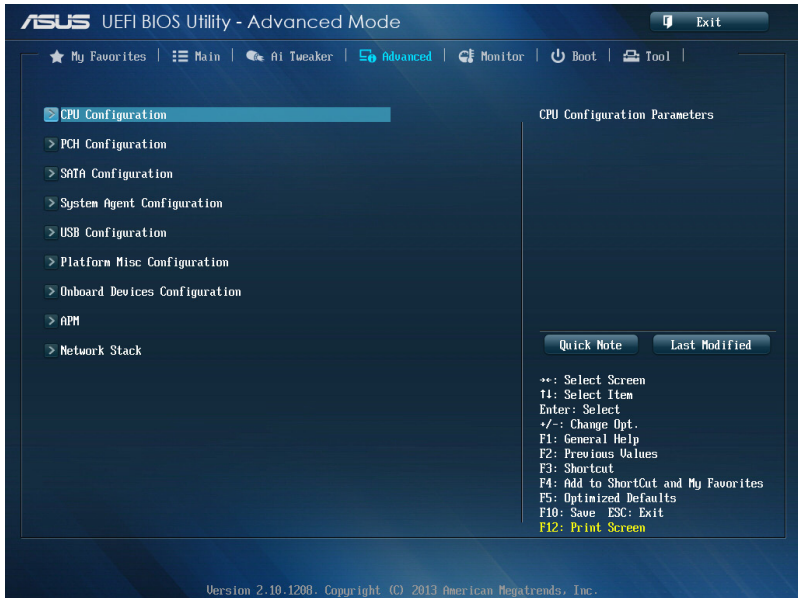 ASUS UEFI BIOS Utility - Advanced Mode
Exit
My Favorites | Main | Ai Tweaker | Advanced | Monitor | Boot | Tool |
> CPU Configuration
> PCH Configuration
> SATA Configuration
> System Agent Configuration
> USB Configuration
> Platform Misc Configuration
> Onboard Devices Configuration
> APM
> Network Stack
CPU Configuration Parameters
Quick Note
Last Modified
→←: Select Screen
↑↓: Select Item
Enter: Select
+/-: Change Opt.
F1: General Help
F2: Previous Values
F3: Shortcut
F4: Add to ShortCut and My Favorites
F5: Optimized Defaults
F10: Save ESC: Exit
F12: Print Screen
Version 2.10.1208. Copyright (C) 2013 American Megatrends, Inc.